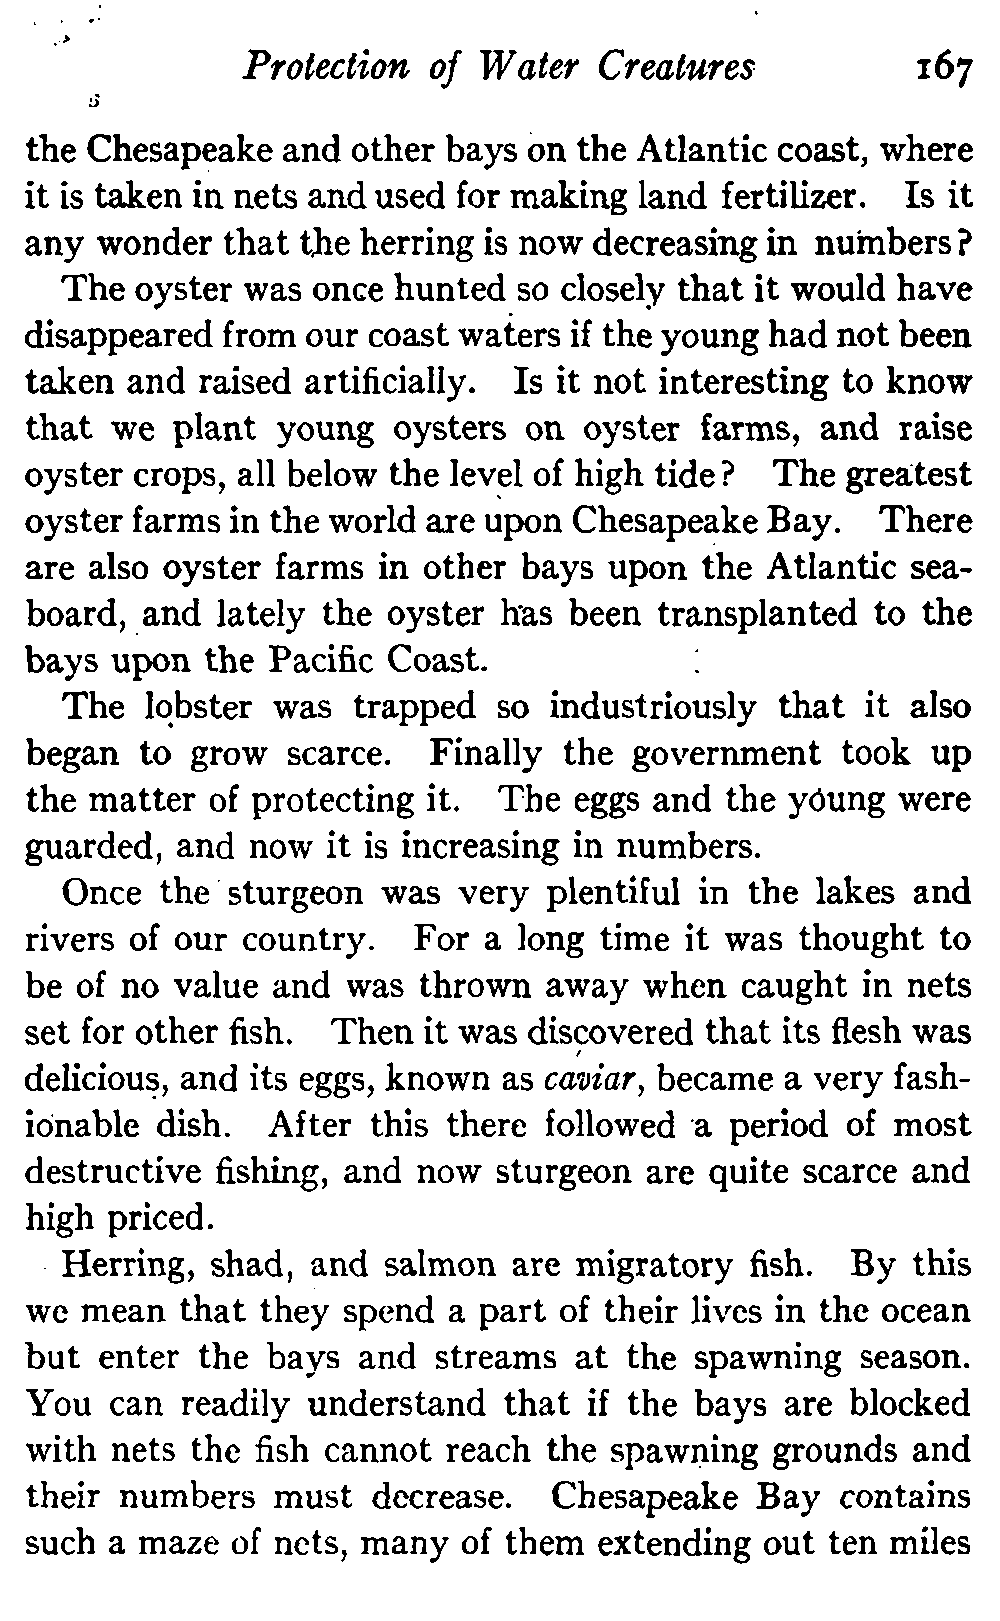 Protection of Water Creatures 167
the Chesapeake and other bays on the Atlantic coast, where
it is taken in nets and used for making land fertilizer. Is it
any wonder that the herring is now decreasing in numbers?
The oyster was once hunted so closely that it would have
disappeared from our coast waters if the young had not been
taken and raised artificially. Is it not interesting to know
that we plant young oysters on oyster farms, and raise
oyster crops, all below the level of high tide? The greatest
oyster farms in the world are upon Chesapeake Bay. There
are also oyster farms in other bays upon the Atlantic sea-
board, and lately the oyster has been transplanted to the
bays upon the Pacific Coast.
The lobster was trapped so industriously that it also
began to grow scarce. Finally the government took up
the matter of protecting it. The eggs and the young were
guarded, and now it is increasing in numbers.
Once the sturgeon was very plentiful in the lakes and
rivers of our country. For a long time it was thought to
be of no value and was thrown away when caught in nets
set for other fish. Then it was discovered that its flesh was
delicious, and its eggs, known as caviar, became a very fash-
ionable dish. After this there followed a period of most
destructive fishing, and now sturgeon are quite scarce and
high priced.
Herring, shad, and salmon are migratory fish. By this
we mean that they spend a part of their lives in the ocean
but enter the bays and streams at the spawning season.
You can readily understand that if the bays are blocked
with nets the fish cannot reach the spawning grounds and
their numbers must decrease. Chesapeake Bay contains
such a maze of nets, many of them extending out ten miles